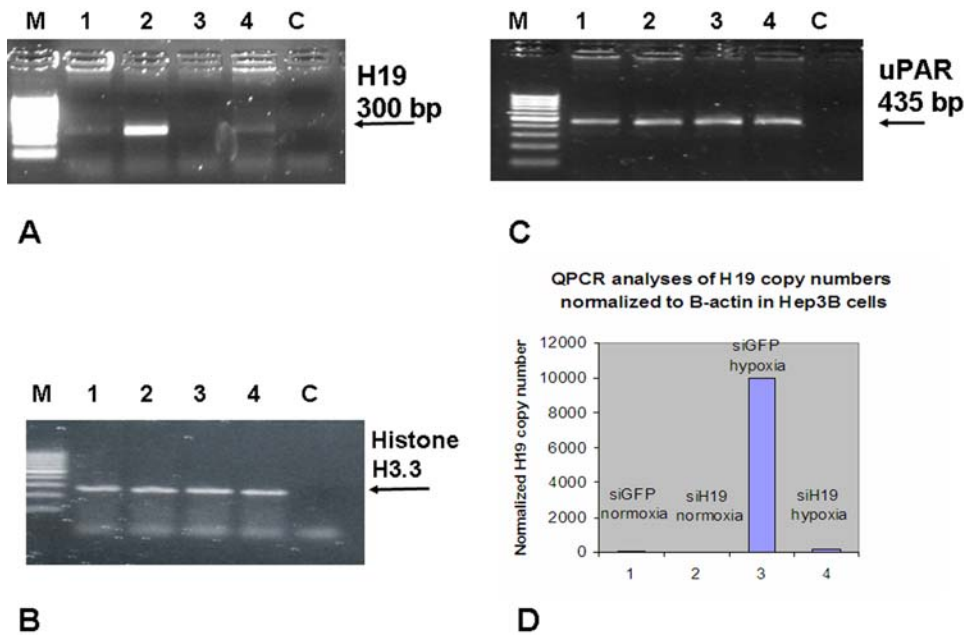 M 1 2 3 4 C
H19
300 bp
A
M 1 2 3 4 C
uPAR
435 bp
C
M 1 2 3 4 C
Histone
H3.3
B
QPCR analyses of H19 copy numbers
normalized to B-actin in Hep3B cells
Normalized H19 copy number
12000
10000
8000
6000
4000
2000
0
siGFP
normoxia
siH19
normoxia
siGFP
hypoxia
siH19
hypoxia
1 2 3 4
D